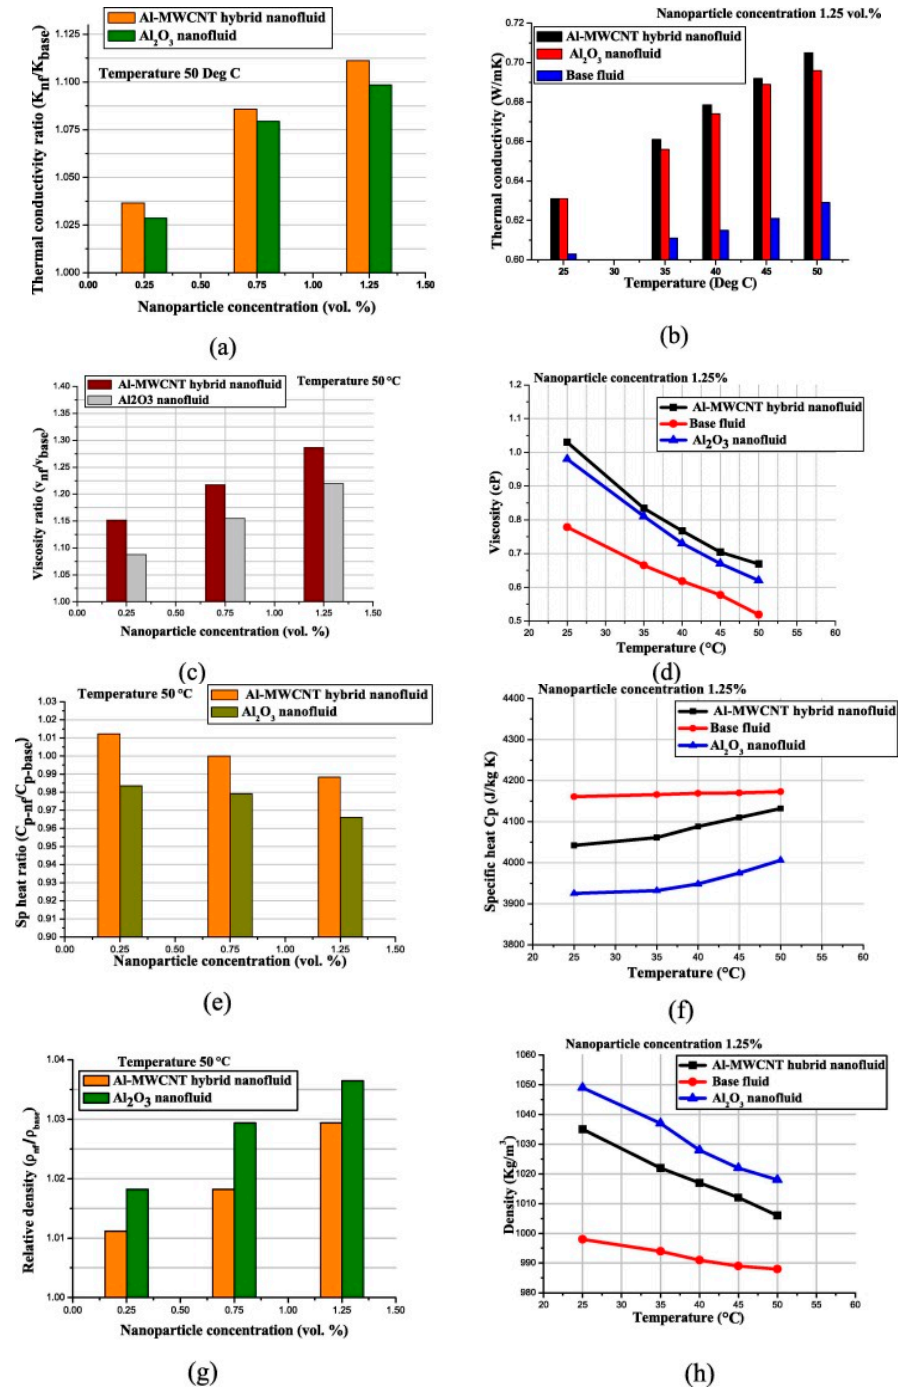 Al-MWCNT hybrid nanofluid
Al2O3 nanofluid
Temperature 50 Deg C
Thermal conductivity ratio (Knf/Kbase)
1.125
1.100
1.075
1.050
1.025
1.000
0.00 0.25 0.50 0.75 1.00 1.25 1.50
Nanoparticle concentration (vol. %)
(a)
Nanoparticle concentration 1.25 vol.%
Al-MWCNT hybrid nanofluid
Al2O3 nanofluid
Base fluid
Thermal conductivity (W/mK)
0.72
0.70
0.68
0.66
0.64
0.62
0.60
25 30 35 40 45 50
Temperature (Deg C)
(b)
Al-MWCNT hybrid nanofluid
Al2O3 nanofluid
Temperature 50 °C
Viscosity ratio (νnf/νbase)
1.40
1.35
1.30
1.25
1.20
1.15
1.10
1.05
1.00
0.00 0.25 0.50 0.75 1.00 1.25 1.50
Nanoparticle concentration (vol. %)
(c)
Nanoparticle concentration 1.25%
Al-MWCNT hybrid nanofluid
Base fluid
Al2O3 nanofluid
Viscosity (cP)
1.2
1.1
1.0
0.9
0.8
0.7
0.6
0.5
20 25 30 35 40 45 50 55 60
Temperature (°C)
(d)
Temperature 50 °C
Al-MWCNT hybrid nanofluid
Al2O3 nanofluid
Sp heat ratio (Cp-nf/Cp-base)
1.03
1.02
1.01
1.00
0.99
0.98
0.97
0.96
0.95
0.94
0.93
0.92
0.91
0.90
0.00 0.25 0.50 0.75 1.00 1.25 1.50
Nanoparticle concentration (vol. %)
(e)
Nanoparticle concentration 1.25%
Al-MWCNT hybrid nanofluid
Base fluid
Al2O3 nanofluid
Specific heat Cp (J/kg K)
4400
4300
4200
4100
4000
3900
3800
20 25 30 35 40 45 50 55 60
Temperature (°C)
(f)
Temperature 50 °C
Al-MWCNT hybrid nanofluid
Al2O3 nanofluid
Relative density (ρnf/ρbase)
1.04
1.03
1.02
1.01
1.00
0.00 0.25 0.50 0.75 1.00 1.25 1.50
Nanoparticle concentration (vol. %)
(g)
Nanoparticle concentration 1.25%
Al-MWCNT hubrid nanofluid
Base fluid
Al2O3 nanofluid
Density (Kg/m3)
1060
1050
1040
1030
1020
1010
1000
990
980
20 25 30 35 40 45 50 55 60
Temperature (°C)
(h)